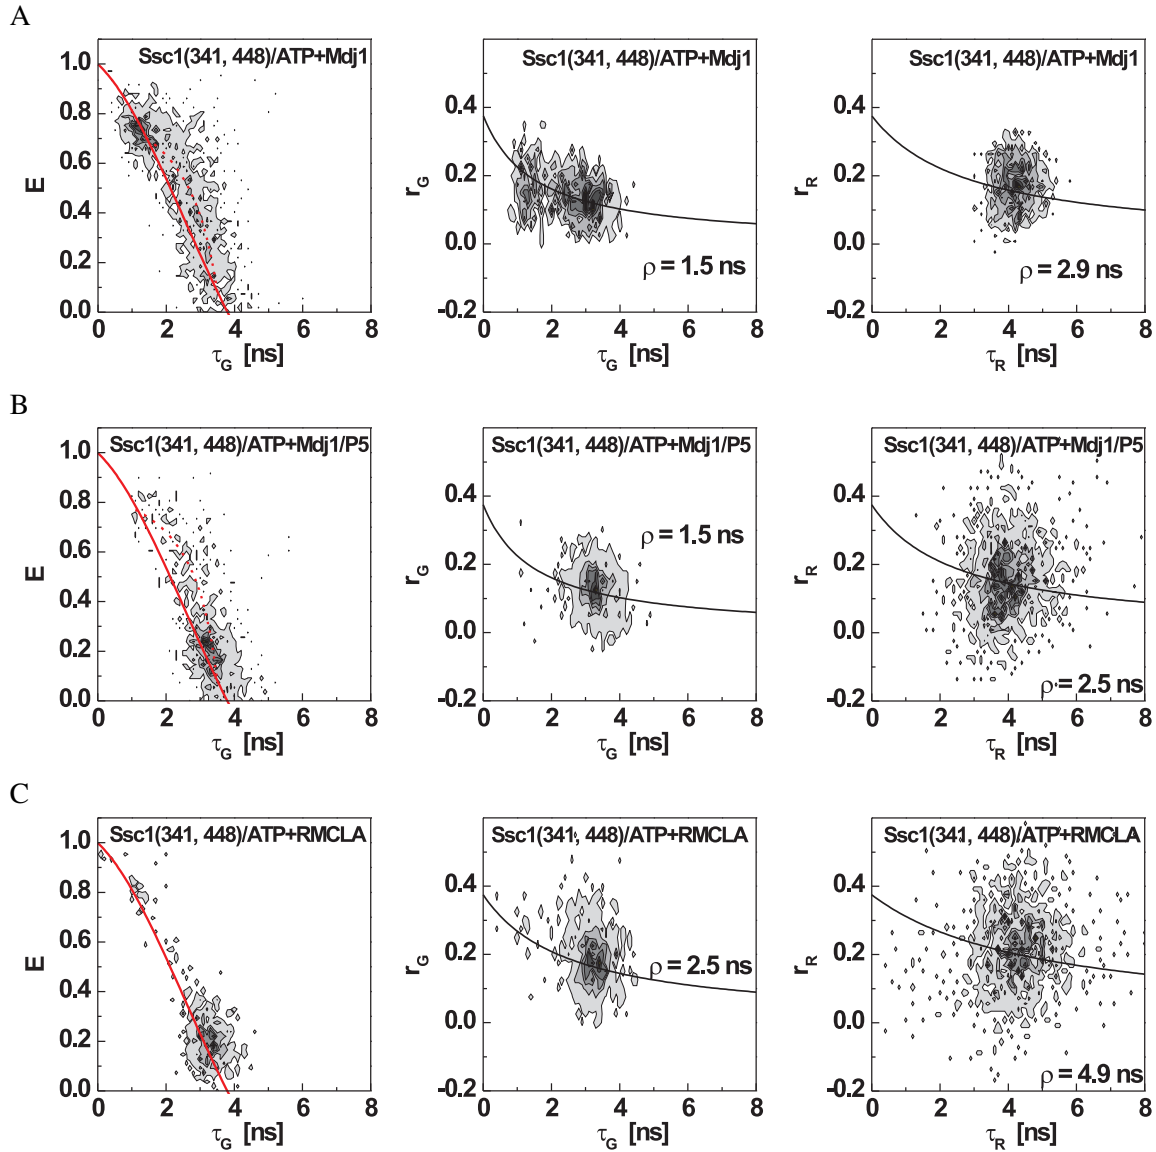 A
Ssc1(341, 448)/ATP+Mdj1
1.0
0.8
0.6
0.4
0.2
0.0
E
0 2 4 6 8
τG [ns]
Ssc1(341, 448)/ATP+Mdj1
0.4
0.2
0.0
-0.2
rG
ρ = 1.5 ns
0 2 4 6 8
τG [ns]
Ssc1(341, 448)/ATP+Mdj1
0.4
0.2
0.0
-0.2
rR
ρ = 2.9 ns
0 2 4 6 8
τR [ns]
B
Ssc1(341, 448)/ATP+Mdj1/P5
1.0
0.8
0.6
0.4
0.2
0.0
E
0 2 4 6 8
τG [ns]
Ssc1(341, 448)/ATP+Mdj1/P5
0.4
0.2
0.0
-0.2
rG
ρ = 1.5 ns
0 2 4 6 8
τG [ns]
Ssc1(341, 448)/ATP+Mdj1/P5
0.4
0.2
0.0
-0.2
rR
ρ = 2.5 ns
0 2 4 6 8
τR [ns]
C
Ssc1(341, 448)/ATP+RMCLA
1.0
0.8
0.6
0.4
0.2
0.0
E
0 2 4 6 8
τG [ns]
Ssc1(341, 448)/ATP+RMCLA
0.4
0.2
0.0
-0.2
rG
ρ = 2.5 ns
0 2 4 6 8
τG [ns]
Ssc1(341, 448)/ATP+RMCLA
0.4
0.2
0.0
-0.2
rR
ρ = 4.9 ns
0 2 4 6 8
τR [ns]